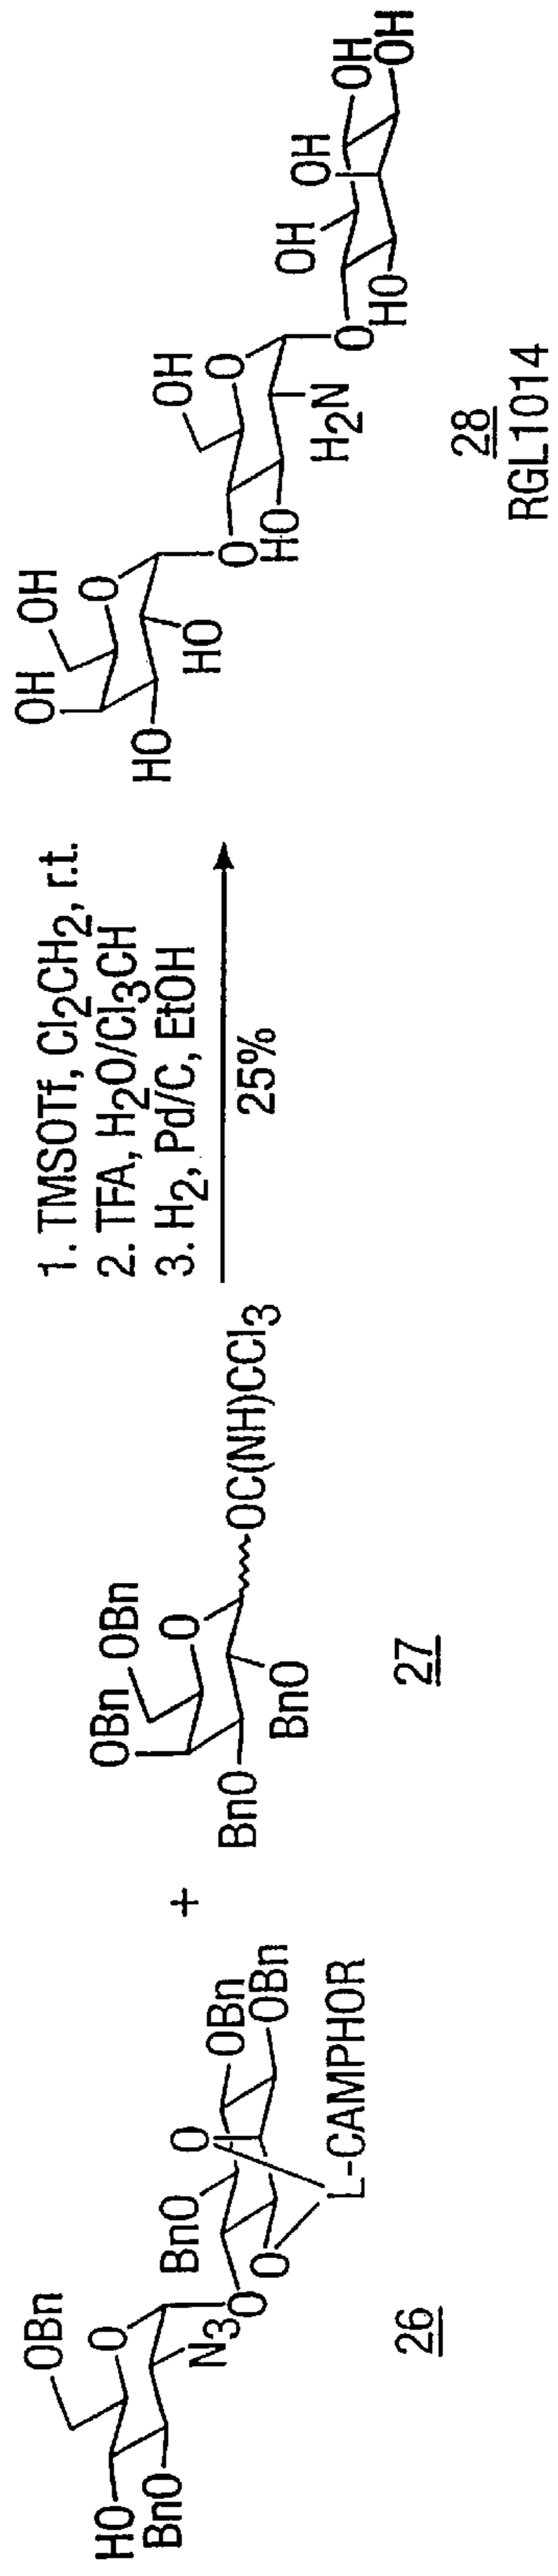 HO
BnO
OBn
O
N3
O
BnO
O
O
OBn
OBn
L-CAMPHOR
26
+
BnO
OBn
OBn
O
BnO
OC(NH)CCl3
27
1. TMSOTf, Cl2CH2, r.t.
2. TFA, H2O/Cl3CH
3. H2, Pd/C, EtOH
25%
HO
OH
OH
O
HO
O
HO
OH
O
H2N
O
HO
OH
OH
OH
OH
28
RGL1014